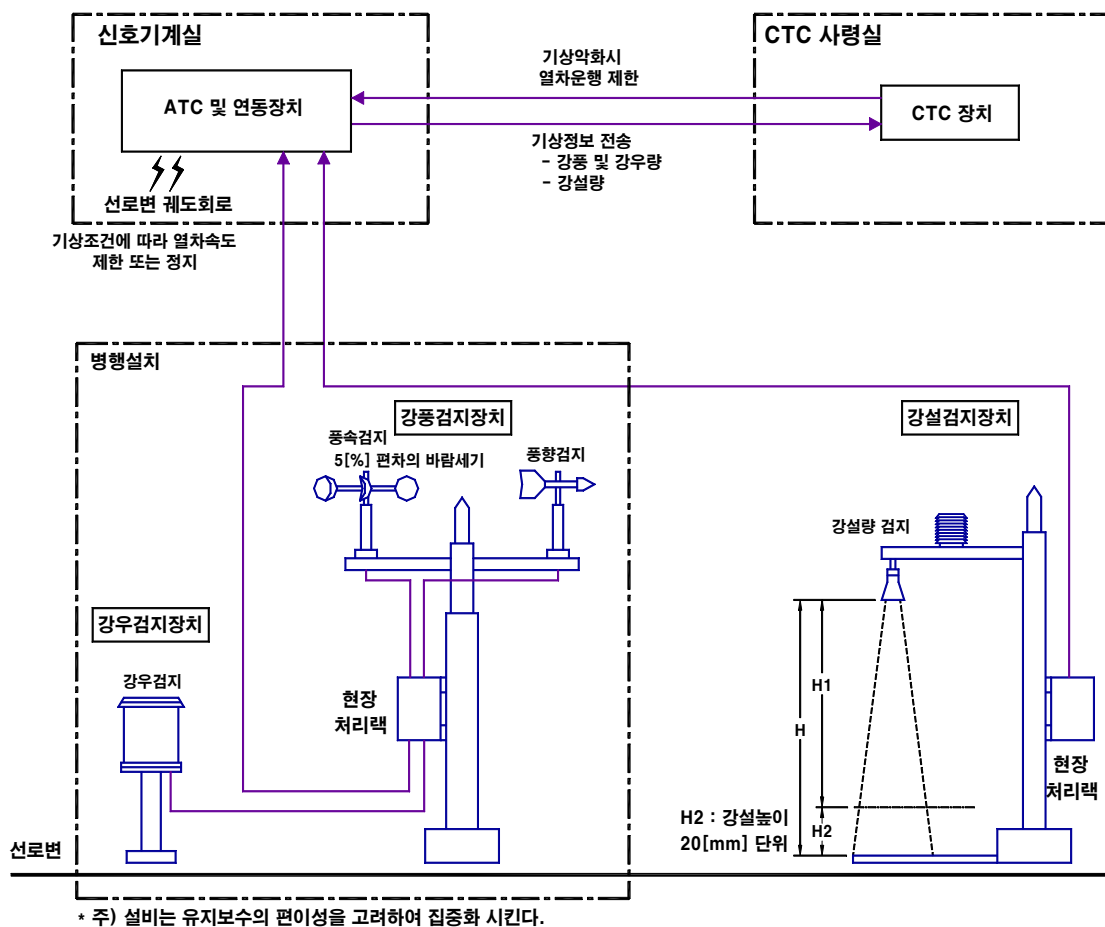 신호기계실
CTC 사령실
ATC 및 연동장치
기상악화시
열차운행 제한
CTC 장치
기상정보 전송
- 강풍 및 강우량
- 강설량
선로변 궤도회로
기상조건에 따라 열차속도
제한 또는 정지
병행설치
강풍검지장치
강설검지장치
풍속검지
5[%] 편차의 바람세기
풍향검지
강설량 검지
강우검지장치
강우검지
현장
처리랙
H1
H
현장
처리랙
H2 : 강설높이
20[mm] 단위
H2
선로변
* 주) 설비는 유지보수의 편이성을 고려하여 집중화 시킨다.